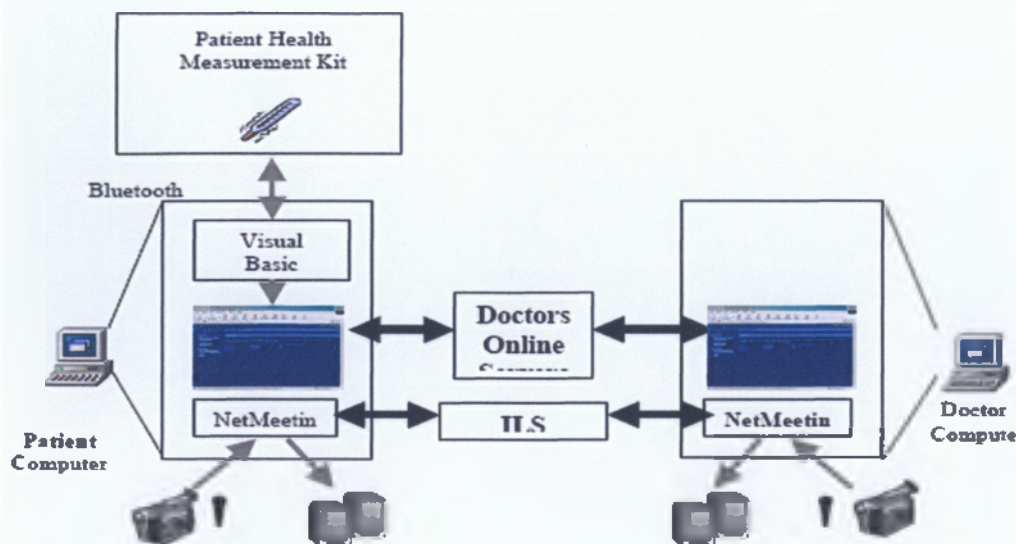 Patient Health
Measurement Kit
Bluetooth
Visual
Basic
Doctors
Online
NetMeetin
ILS
NetMeetin
Patient
Computer
Doctor
Compute